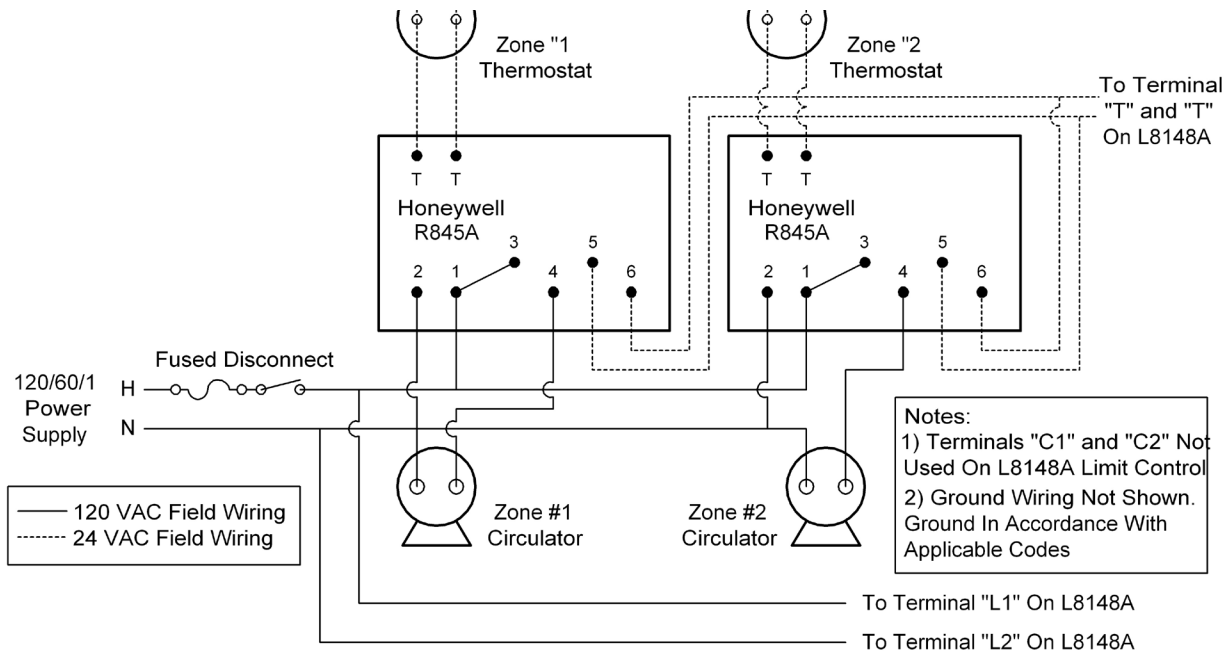 Zone "1
Thermostat
Zone "2
Thermostat
To Terminal
"T" and "T"
On L8148A
T T
Honeywell
R845A
3
5
2
1
4
6
T T
Honeywell
R845A
3
5
2
1
4
6
Fused Disconnect
120/60/1
Power
Supply
H
N
120 VAC Field Wiring
24 VAC Field Wiring
Zone #1
Circulator
Zone #2
Circulator
Notes:
1) Terminals "C1" and "C2" Not
Used On L8148A Limit Control
2) Ground Wiring Not Shown.
Ground In Accordance With
Applicable Codes
To Terminal "L1" On L8148A
To Terminal "L2" On L8148A